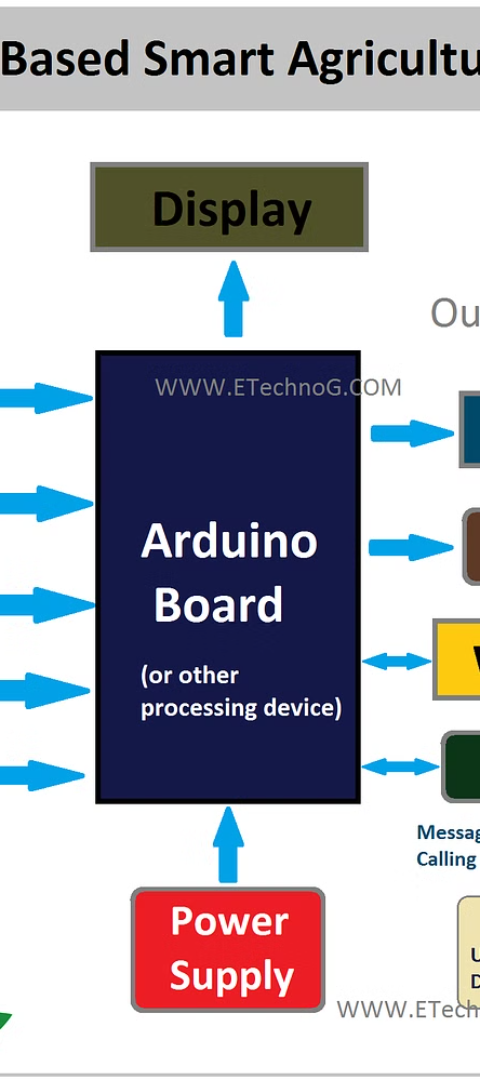 Based Smart Agricultu
Display
Ou
WWW.ETechnoG.COM
Arduino
Board
(or other
processing device)
Messag
Calling
Power
Supply
U
D
WWW.ETech